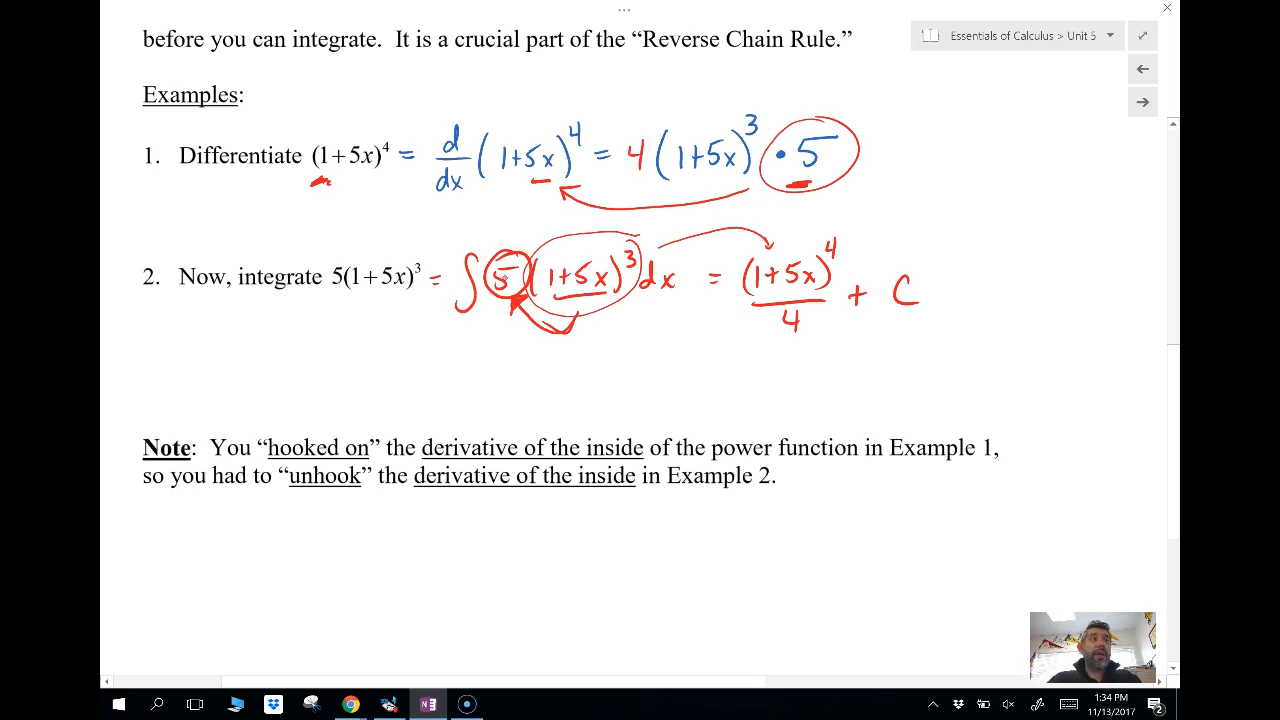 before you can integrate. It is a crucial part of the “Reverse Chain Rule.”
Essentials of Calculus > Unit 5
Examples:
1. Differentiate (1+5x)⁴ = d/dx (1+5x)⁴ = 4(1+5x)³ • 5
2. Now, integrate 5(1+5x)³ = ∫ 5(1+5x)³ dx = (1+5x)⁴/4 + C
Note: You “hooked on” the derivative of the inside of the power function in Example 1,
so you had to “unhook” the derivative of the inside in Example 2.
N
1:34 PM
11/13/2017
2